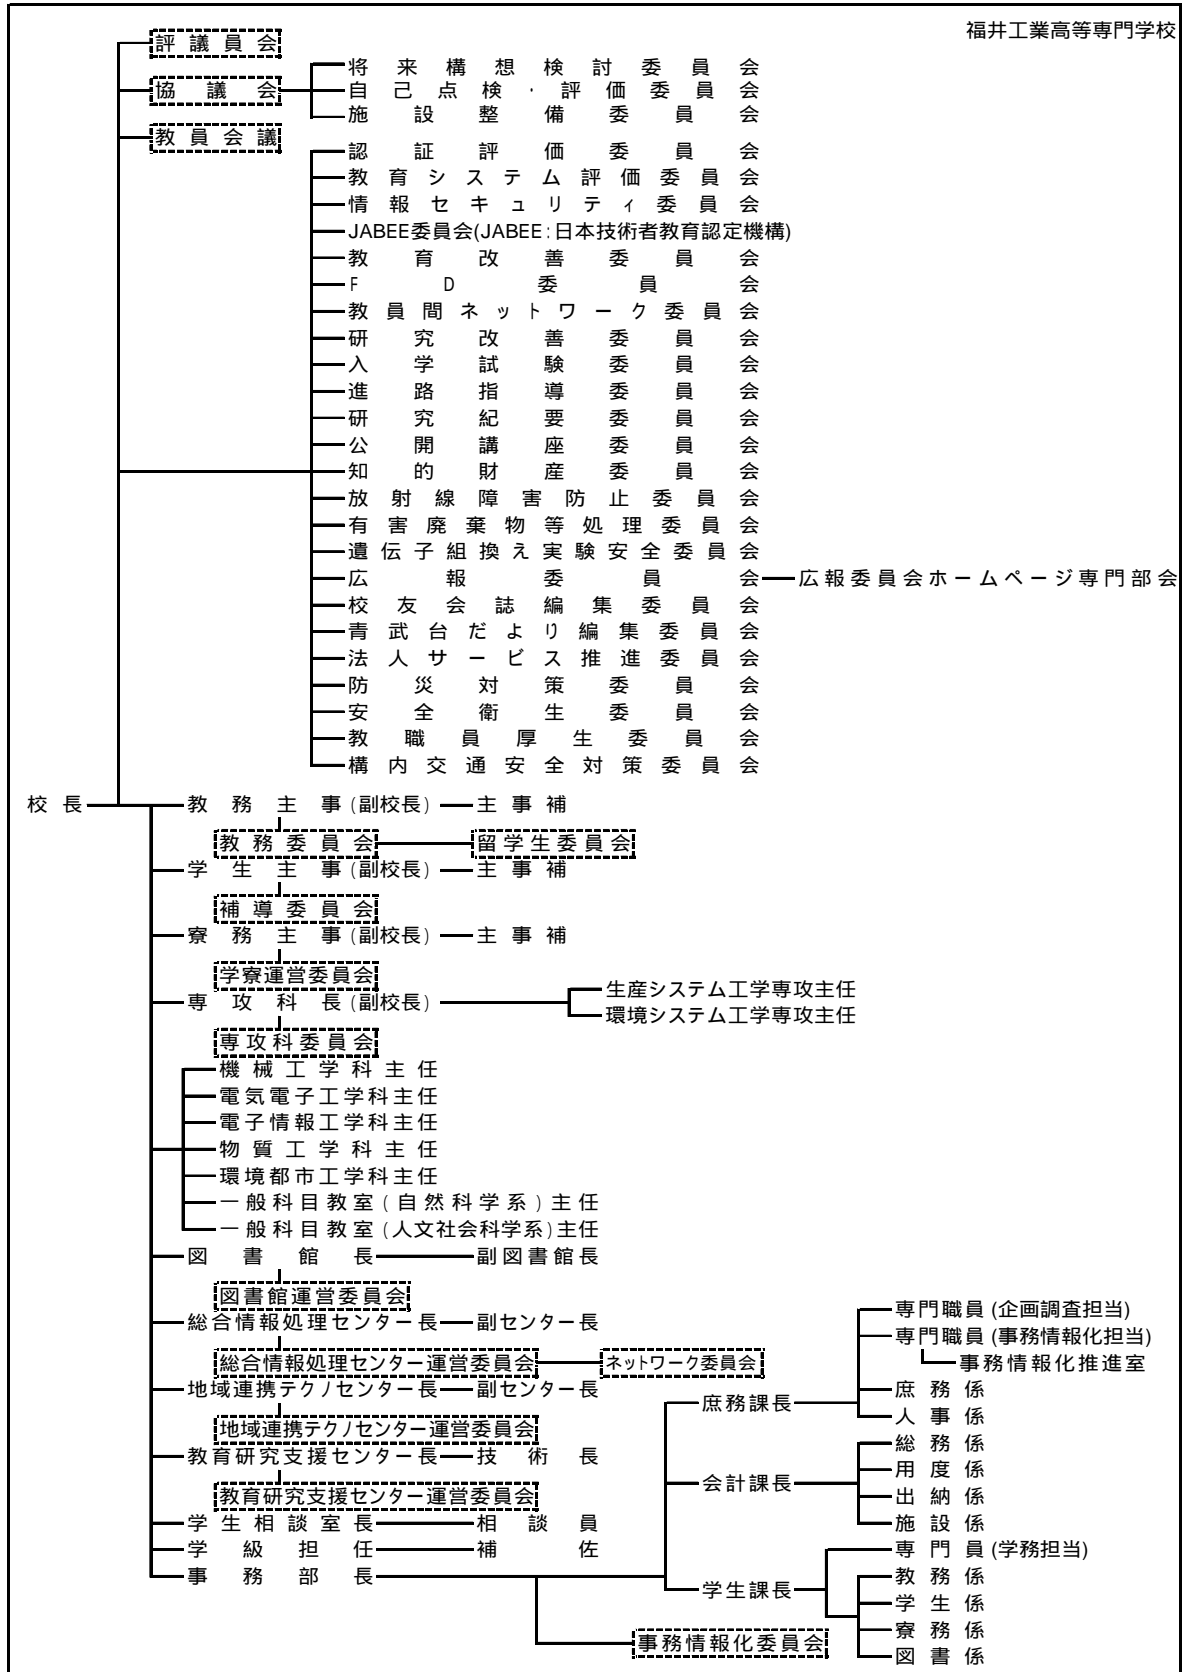 福井工業高等専門学校
評議員会
将来構想検討委員会
協議会
自己点検・評価委員会
施設整備委員会
教員会議
認証評価委員会
教育システム評価委員会
情報セキュリティ委員会
JABEE委員会(JABEE:日本技術者教育認定機構)
教育改善委員会
FD委員会
教員間ネットワーク委員会
研究改善委員会
入学試験委員会
進路指導委員会
研究紀要委員会
公開講座委員会
知的財産委員会
放射線障害防止委員会
有害廃棄物等処理委員会
遺伝子組換え実験安全委員会
広報委員会 広報委員会ホームページ専門部会
校友会誌編集委員会
青武台だより編集委員会
法人サービス推進委員会
防災対策委員会
安全衛生委員会
教職員厚生委員会
構内交通安全対策委員会
校長 教務主事(副校長) 主事補
教務委員会 留学生委員会
学生主事(副校長) 主事補
補導委員会
寮務主事(副校長) 主事補
学寮運営委員会
生産システム工学専攻主任
専攻科長(副校長)
環境システム工学専攻主任
専攻科委員会
機械工学科主任
電気電子工学科主任
電子情報工学科主任
物質工学科主任
環境都市工学科主任
一般科目教室(自然科学系)主任
一般科目教室(人文社会科学系)主任
図書館長 副図書館長
図書館運営委員会
専門職員(企画調査担当)
総合情報処理センター長 副センター長
専門職員(事務情報化担当)
総合情報処理センター運営委員会 ネットワーク委員会
事務情報化推進室
地域連携テクノセンター長 副センター長
庶務係
庶務課長
人事係
地域連携テクノセンター運営委員会
総務係
教育研究支援センター長 技術長
用度係
会計課長
教育研究支援センター運営委員会
出納係
学生相談室長 相談員
施設係
学級担任 補佐
専門員(学務担当)
事務部長
教務係
学生課長
学生係
寮務係
事務情報化委員会
図書係